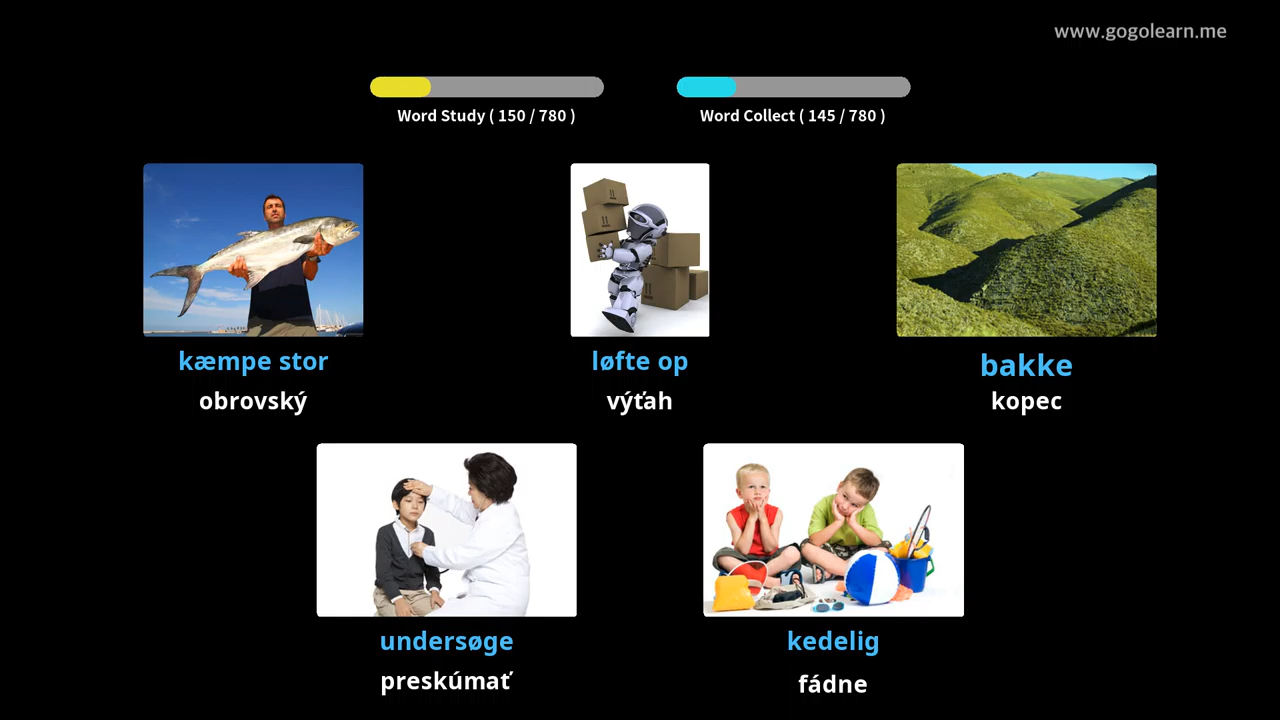 www.gogolearn.me
Word Study ( 150 / 780 )
Word Collect ( 145 / 780 )
kæmpe stor
løfte op
bakke
obrovský
výťah
kopec
undersøge
kedelig
preskúmať
fádne